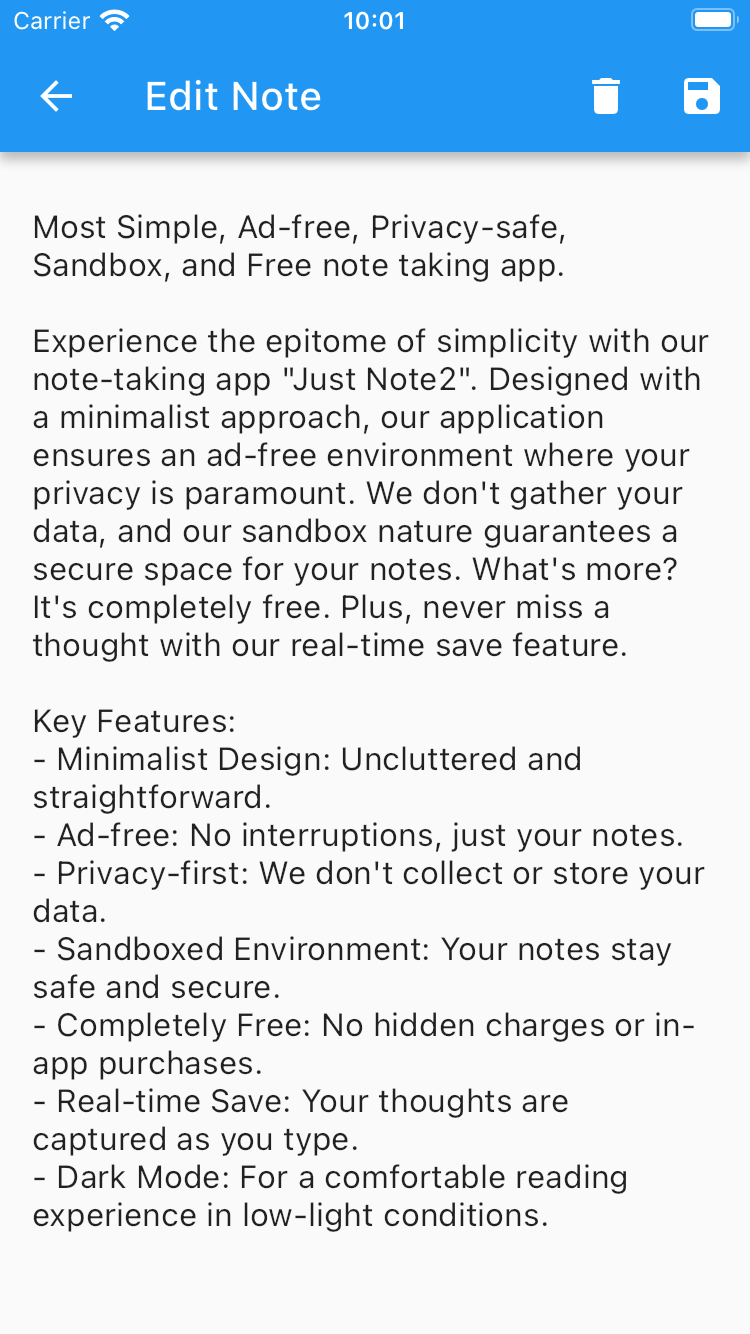 Carrier 10:01
Edit Note
Most Simple, Ad-free, Privacy-safe,
Sandbox, and Free note taking app.
Experience the epitome of simplicity with our
note-taking app "Just Note2". Designed with
a minimalist approach, our application
ensures an ad-free environment where your
privacy is paramount. We don't gather your
data, and our sandbox nature guarantees a
secure space for your notes. What's more?
It's completely free. Plus, never miss a
thought with our real-time save feature.
Key Features:
- Minimalist Design: Uncluttered and
straightforward.
- Ad-free: No interruptions, just your notes.
- Privacy-first: We don't collect or store your
data.
- Sandboxed Environment: Your notes stay
safe and secure.
- Completely Free: No hidden charges or in-
app purchases.
- Real-time Save: Your thoughts are
captured as you type.
- Dark Mode: For a comfortable reading
experience in low-light conditions.